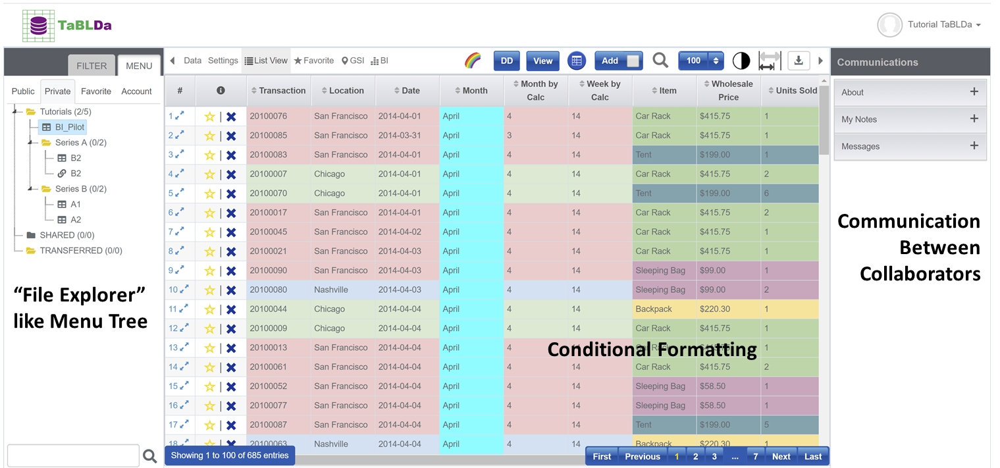 TaBLDa
Tutorial TaBLDa
FILTER MENU
Data Settings List View Favorite GSI BI
DD View Add 100
Communications
Public Private Favorite Account
Tutorials (2/5)
BI_Pilot
Series A (0/2)
B2
B2
Series B (0/2)
A1
A2
SHARED (0/0)
TRANSFERRED (0/0)
“File Explorer”
like Menu Tree
# Transaction Location Date Month Month by Calc Week by Calc Item Wholesale Price Units Sold
1 | 20100076 San Francisco 2014-04-01 April 4 14 Car Rack $415.75 1
2 | 20100085 San Francisco 2014-03-31 April 3 14 Car Rack $415.75 1
3 | 20100083 San Francisco 2014-04-01 April 4 14 Tent $199.00 1
4 | 20100007 Chicago 2014-04-01 April 4 14 Car Rack $415.75 2
5 | 20100070 Chicago 2014-04-01 April 4 14 Tent $199.00 6
6 | 20100017 San Francisco 2014-04-01 April 4 14 Car Rack $415.75 2
7 | 20100045 San Francisco 2014-04-02 April 4 14 Car Rack $415.75 1
8 | 20100021 San Francisco 2014-04-03 April 4 14 Car Rack $415.75 1
9 | 20100090 San Francisco 2014-04-03 April 4 14 Sleeping Bag $99.00 1
10 | 20100080 Nashville 2014-04-03 April 4 14 Sleeping Bag $99.00 2
11 | 20100044 Chicago 2014-04-04 April 4 14 Backpack $220.30 1
12 | 20100009 Chicago 2014-04-04 April 4 14 Car Rack $415.75 1
13 | 20100013 San Francisco 2014-04-04 April 4 14 Car Rack $415.75 1
Conditional Formatting
14 | 20100061 San Francisco 2014-04-04 April 4 14 Car Rack $415.75 2
15 | 20100052 San Francisco 2014-04-04 April 4 14 Sleeping Bag $58.50 1
16 | 20100077 San Francisco 2014-04-04 April 4 14 Sleeping Bag $58.50 1
17 | 20100087 San Francisco 2014-04-04 April 4 14 Tent $199.00 5
18 | 20100063 Nashville 2014-04-04 April 4 14 Backpack $220.30 1
Showing 1 to 100 of 685 entries
First Previous 1 2 3 ... 7 Next Last
About +
My Notes +
Messages +
Communication
Between
Collaborators